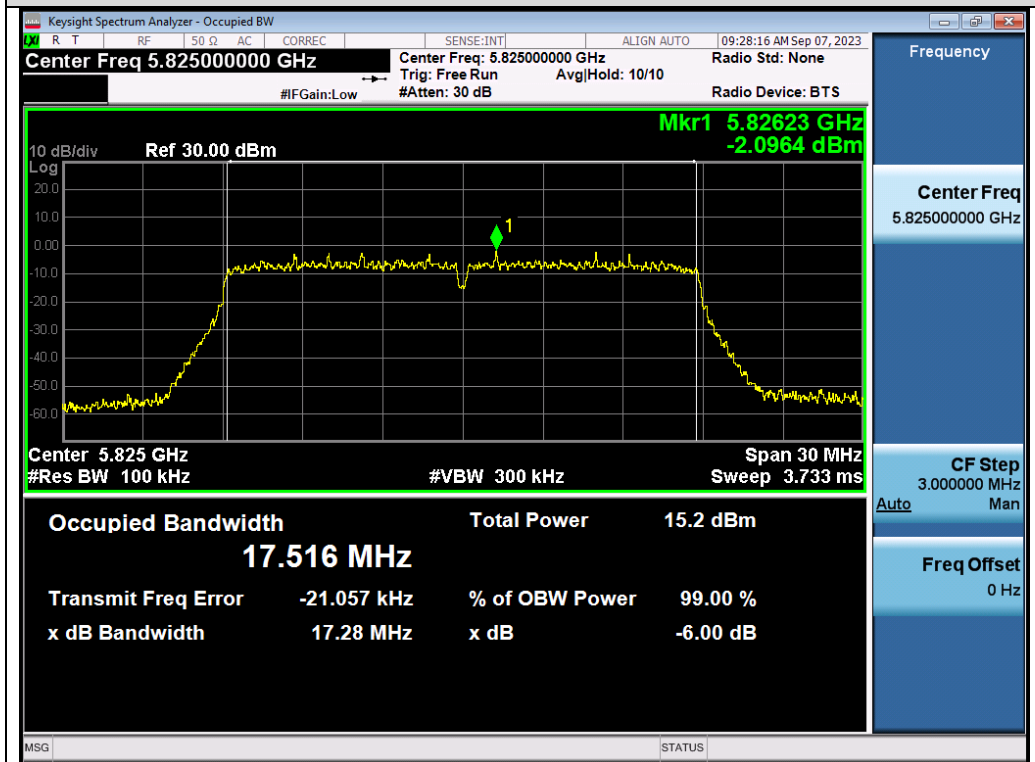 Keysight Spectrum Analyzer - Occupied BW
LXI R T RF 50 Ω AC CORREC SENSE:INT ALIGN AUTO 09:28:16 AM Sep 07, 2023
Center Freq 5.825000000 GHz
Center Freq: 5.825000000 GHz Radio Std: None
Trig: Free Run Avg|Hold: 10/10
#IFGain:Low #Atten: 30 dB Radio Device: BTS
Mkr1 5.82623 GHz
10 dB/div Ref 30.00 dBm -2.0964 dBm
Log
20.0
10.0
1
0.00
-10.0
-20.0
-30.0
-40.0
-50.0
-60.0
Center 5.825 GHz Span 30 MHz
#Res BW 100 kHz #VBW 300 kHz Sweep 3.733 ms
Occupied Bandwidth Total Power 15.2 dBm
17.516 MHz
Transmit Freq Error -21.057 kHz % of OBW Power 99.00 %
x dB Bandwidth 17.28 MHz x dB -6.00 dB
Frequency
Center Freq
5.825000000 GHz
CF Step
3.000000 MHz
Auto Man
Freq Offset
0 Hz
MSG STATUS